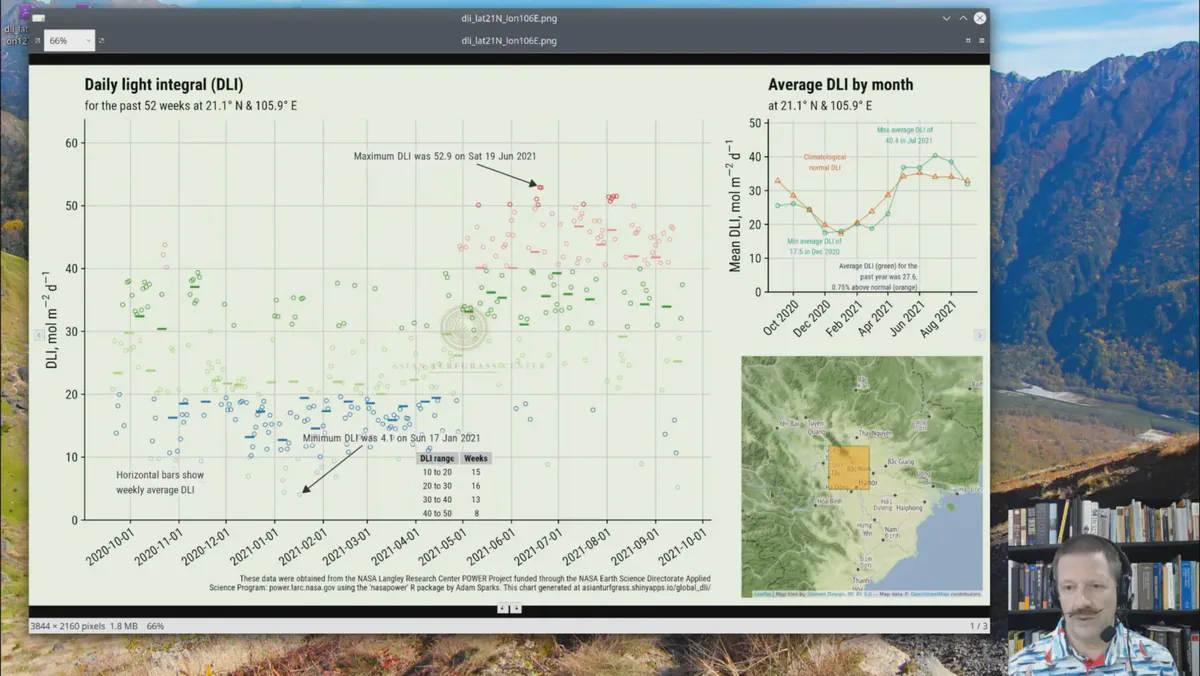 dli_lat21N_lon106E.png
66%
dli_lat21N_lon106E.png
Daily light integral (DLI)
for the past 52 weeks at 21.1° N & 105.9° E
DLI, mol m⁻² d⁻¹
60
50
40
30
20
10
0
Maximum DLI was 52.9 on Sat 19 Jun 2021
ASIAN TURFGRASS CENTER
Minimum DLI was 4.1 on Sun 17 Jan 2021
Horizontal bars show
weekly average DLI
DLI range Weeks
10 to 20 15
20 to 30 16
30 to 40 13
40 to 50 8
2020-10-01
2020-11-01
2020-12-01
2021-01-01
2021-02-01
2021-03-01
2021-04-01
2021-05-01
2021-06-01
2021-07-01
2021-08-01
2021-09-01
2021-10-01
These data were obtained from the NASA Langley Research Center POWER Project funded through the NASA Earth Science Directorate Applied
Science Program: power.larc.nasa.gov using the 'nasapower' R package by Adam Sparks. This chart generated at asianturfgrass.shinyapps.io/global_dli/
Average DLI by month
at 21.1° N & 105.9° E
Mean DLI, mol m⁻² d⁻¹
50
40
30
20
10
0
Max average DLI of
40.4 in Jul 2021
Climatological
normal DLI
Min average DLI of
17.5 in Dec 2020
Average DLI (green) for the
past year was 27.6,
0.75% above normal (orange)
Oct 2020
Dec 2020
Feb 2021
Apr 2021
Jun 2021
Aug 2021
Yên Bái
Tuyên
Quang
Thái Nguyên
Bắc Giang
Bắc Ninh
Hanoi
Hà Đông
Hòa Bình
Hải
Dương
Haiphong
Hưng
Yên
Nam
Định
Thanh
Leaflet | Map tiles by Stamen Design, CC BY 3.0 — Map data © OpenStreetMap contributors
3844 × 2160 pixels 1.8 MB 66%
1 / 3